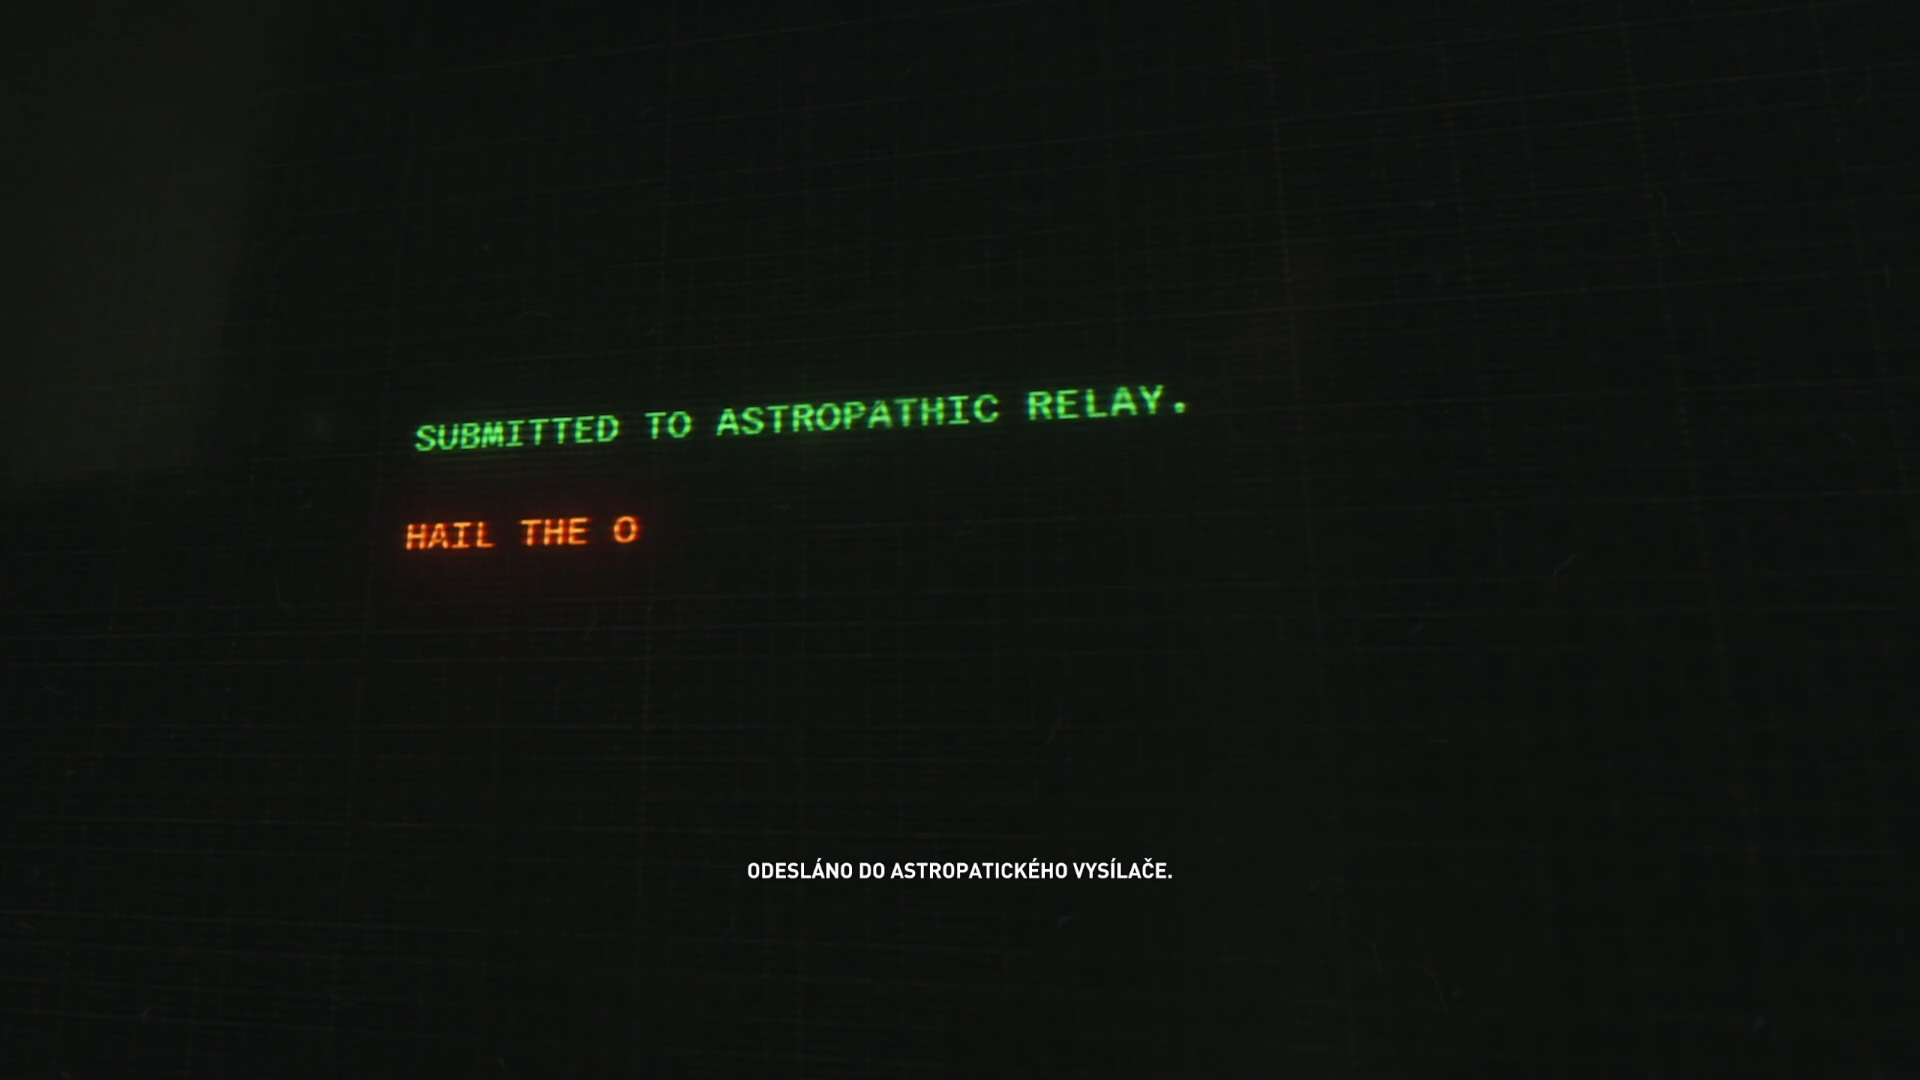 SUBMITTED TO ASTROPATHIC RELAY.
HAIL THE O
ODESLÁNO DO ASTROPATICKÉHO VYSÍLAČE.